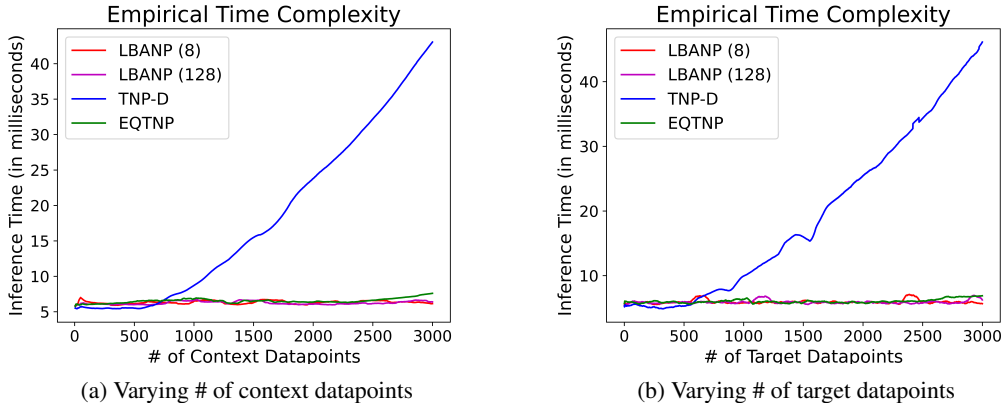 Empirical Time Complexity
Inference Time (in milliseconds)
40
35
30
25
20
15
10
5
LBANP (8)
LBANP (128)
TNP-D
EQTNP
0 500 1000 1500 2000 2500 3000
# of Context Datapoints
(a) Varying # of context datapoints
Empirical Time Complexity
Inference Time (in milliseconds)
40
30
20
10
LBANP (8)
LBANP (128)
TNP-D
EQTNP
0 500 1000 1500 2000 2500 3000
# of Target Datapoints
(b) Varying # of target datapoints